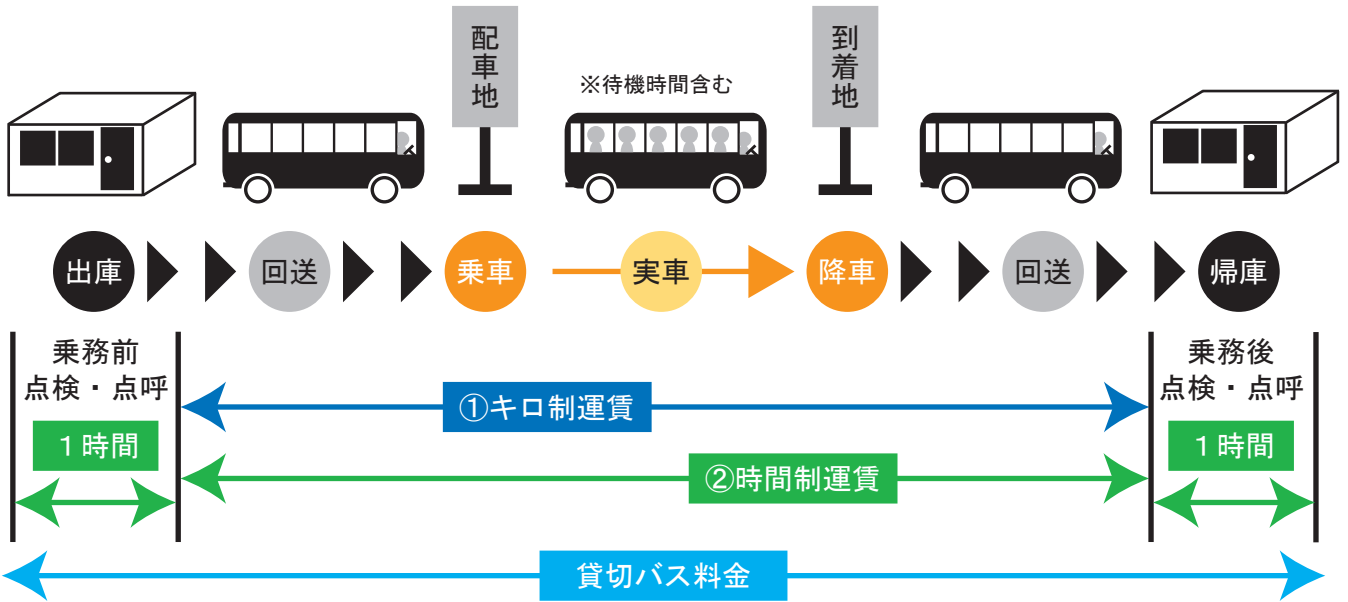 配車地
到着地
※待機時間含む
出庫
回送
乗車
実車
降車
回送
帰庫
乗務前
点検・点呼
乗務後
点検・点呼
①キロ制運賃
1時間
1時間
②時間制運賃
貸切バス料金